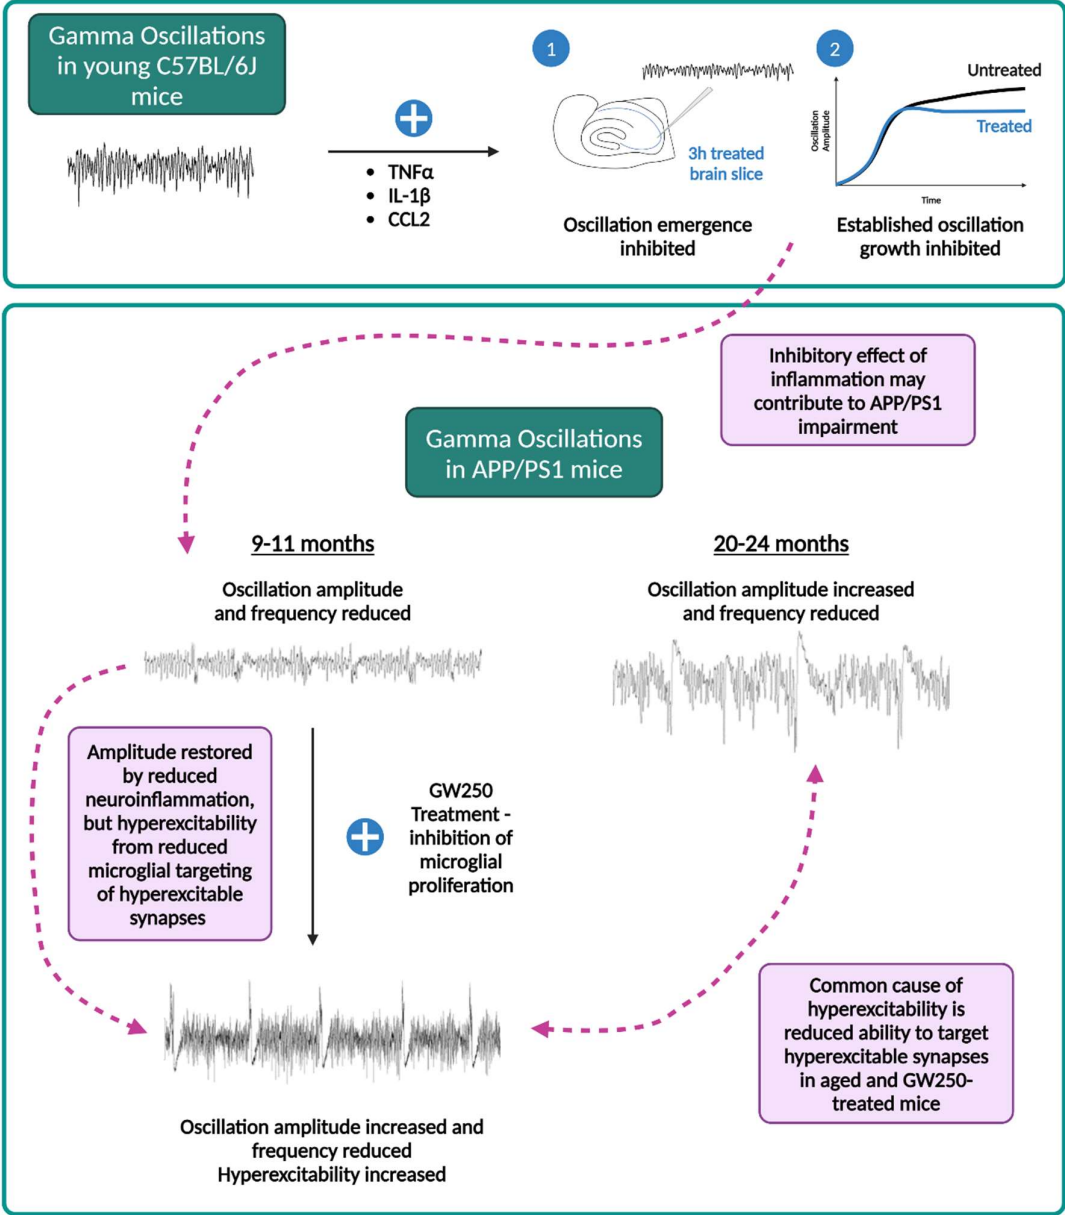 Gamma Oscillations
in young C57BL/6J
mice
• TNFα
• IL-1β
• CCL2
1
3h treated
brain slice
Oscillation emergence
inhibited
2
Untreated
Treated
Oscillation
Amplitude
Time
Established oscillation
growth inhibited
Inhibitory effect of
inflammation may
contribute to APP/PS1
impairment
Gamma Oscillations
in APP/PS1 mice
9-11 months
Oscillation amplitude
and frequency reduced
20-24 months
Oscillation amplitude increased
and frequency reduced
Amplitude restored
by reduced
neuroinflammation,
but hyperexcitability
from reduced
microglial targeting
of hyperexcitable
synapses
GW250
Treatment -
inhibition of
microglial
proliferation
Common cause of
hyperexcitability is
reduced ability to target
hyperexcitable synapses
in aged and GW250-
treated mice
Oscillation amplitude increased and
frequency reduced
Hyperexcitability increased